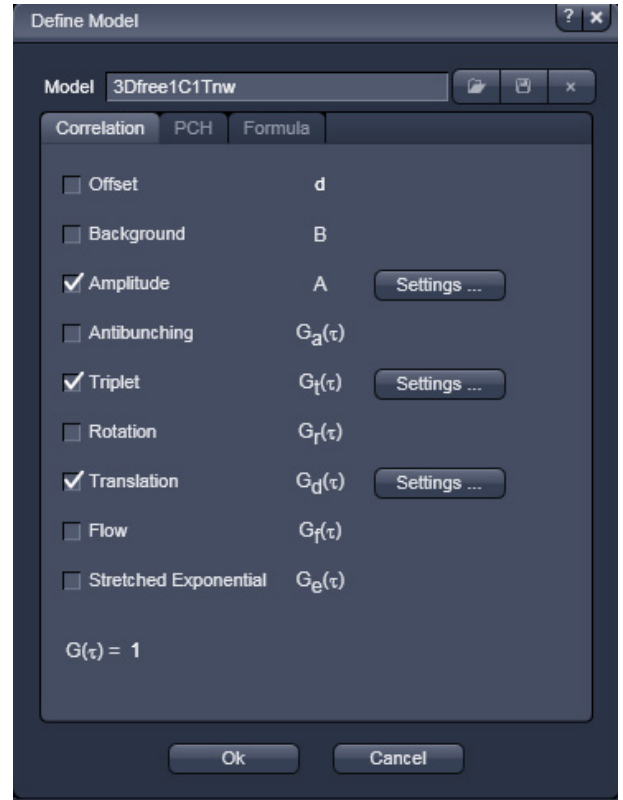 Define Model ? ×
Model 3Dfree1C1Tnw ×
Correlation PCH Formula
Offset d
Background B
Amplitude A Settings ...
Antibunching Ga(τ)
Triplet Gt(τ) Settings ...
Rotation Gr(τ)
Translation Gd(τ) Settings ...
Flow Gf(τ)
Stretched Exponential Ge(τ)
G(τ) = 1
Ok Cancel